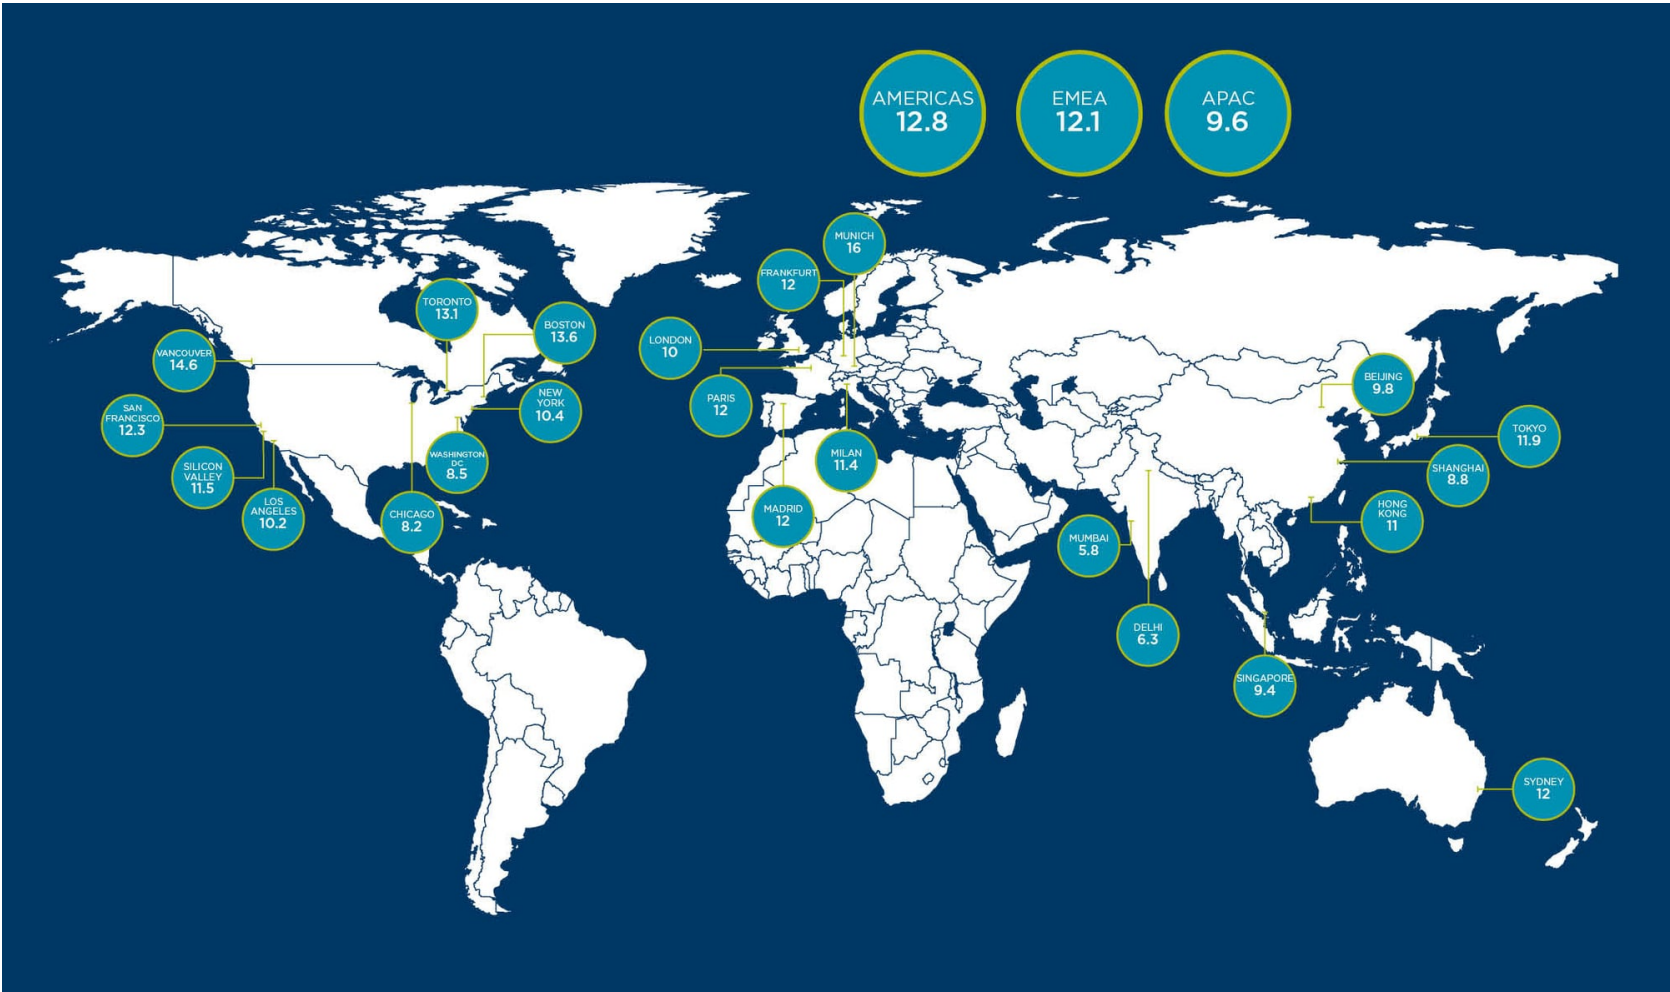 AMERICAS
12.8
EMEA
12.1
APAC
9.6
MUNICH
16
FRANKFURT
12
TORONTO
13.1
BOSTON
13.6
LONDON
10
VANCOUVER
14.6
BEIJING
9.8
PARIS
12
NEW
YORK
10.4
SAN
FRANCISCO
12.3
TOKYO
11.9
WASHINGTON
DC
8.5
MILAN
11.4
SILICON
VALLEY
11.5
SHANGHAI
8.8
LOS
ANGELES
10.2
CHICAGO
8.2
MADRID
12
HONG
KONG
11
MUMBAI
5.8
DELHI
6.3
SINGAPORE
9.4
SYDNEY
12